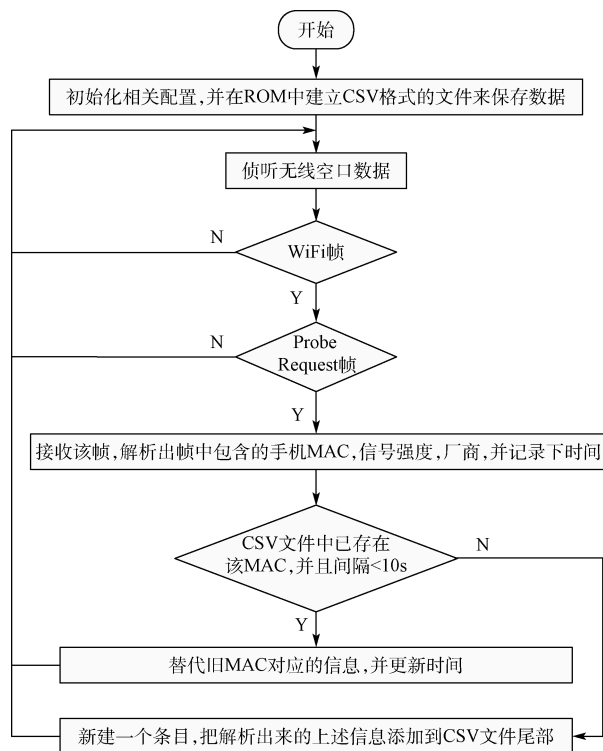 开始
初始化相关配置,并在ROM中建立CSV格式的文件来保存数据
侦听无线空口数据
N
WiFi帧
Y
N
Probe
Request帧
Y
接收该帧,解析出帧中包含的手机MAC,信号强度,厂商,并记录下时间
CSV文件中已存在
该MAC,并且间隔<10s
N
Y
替代旧MAC对应的信息,并更新时间
新建一个条目,把解析出来的上述信息添加到CSV文件尾部